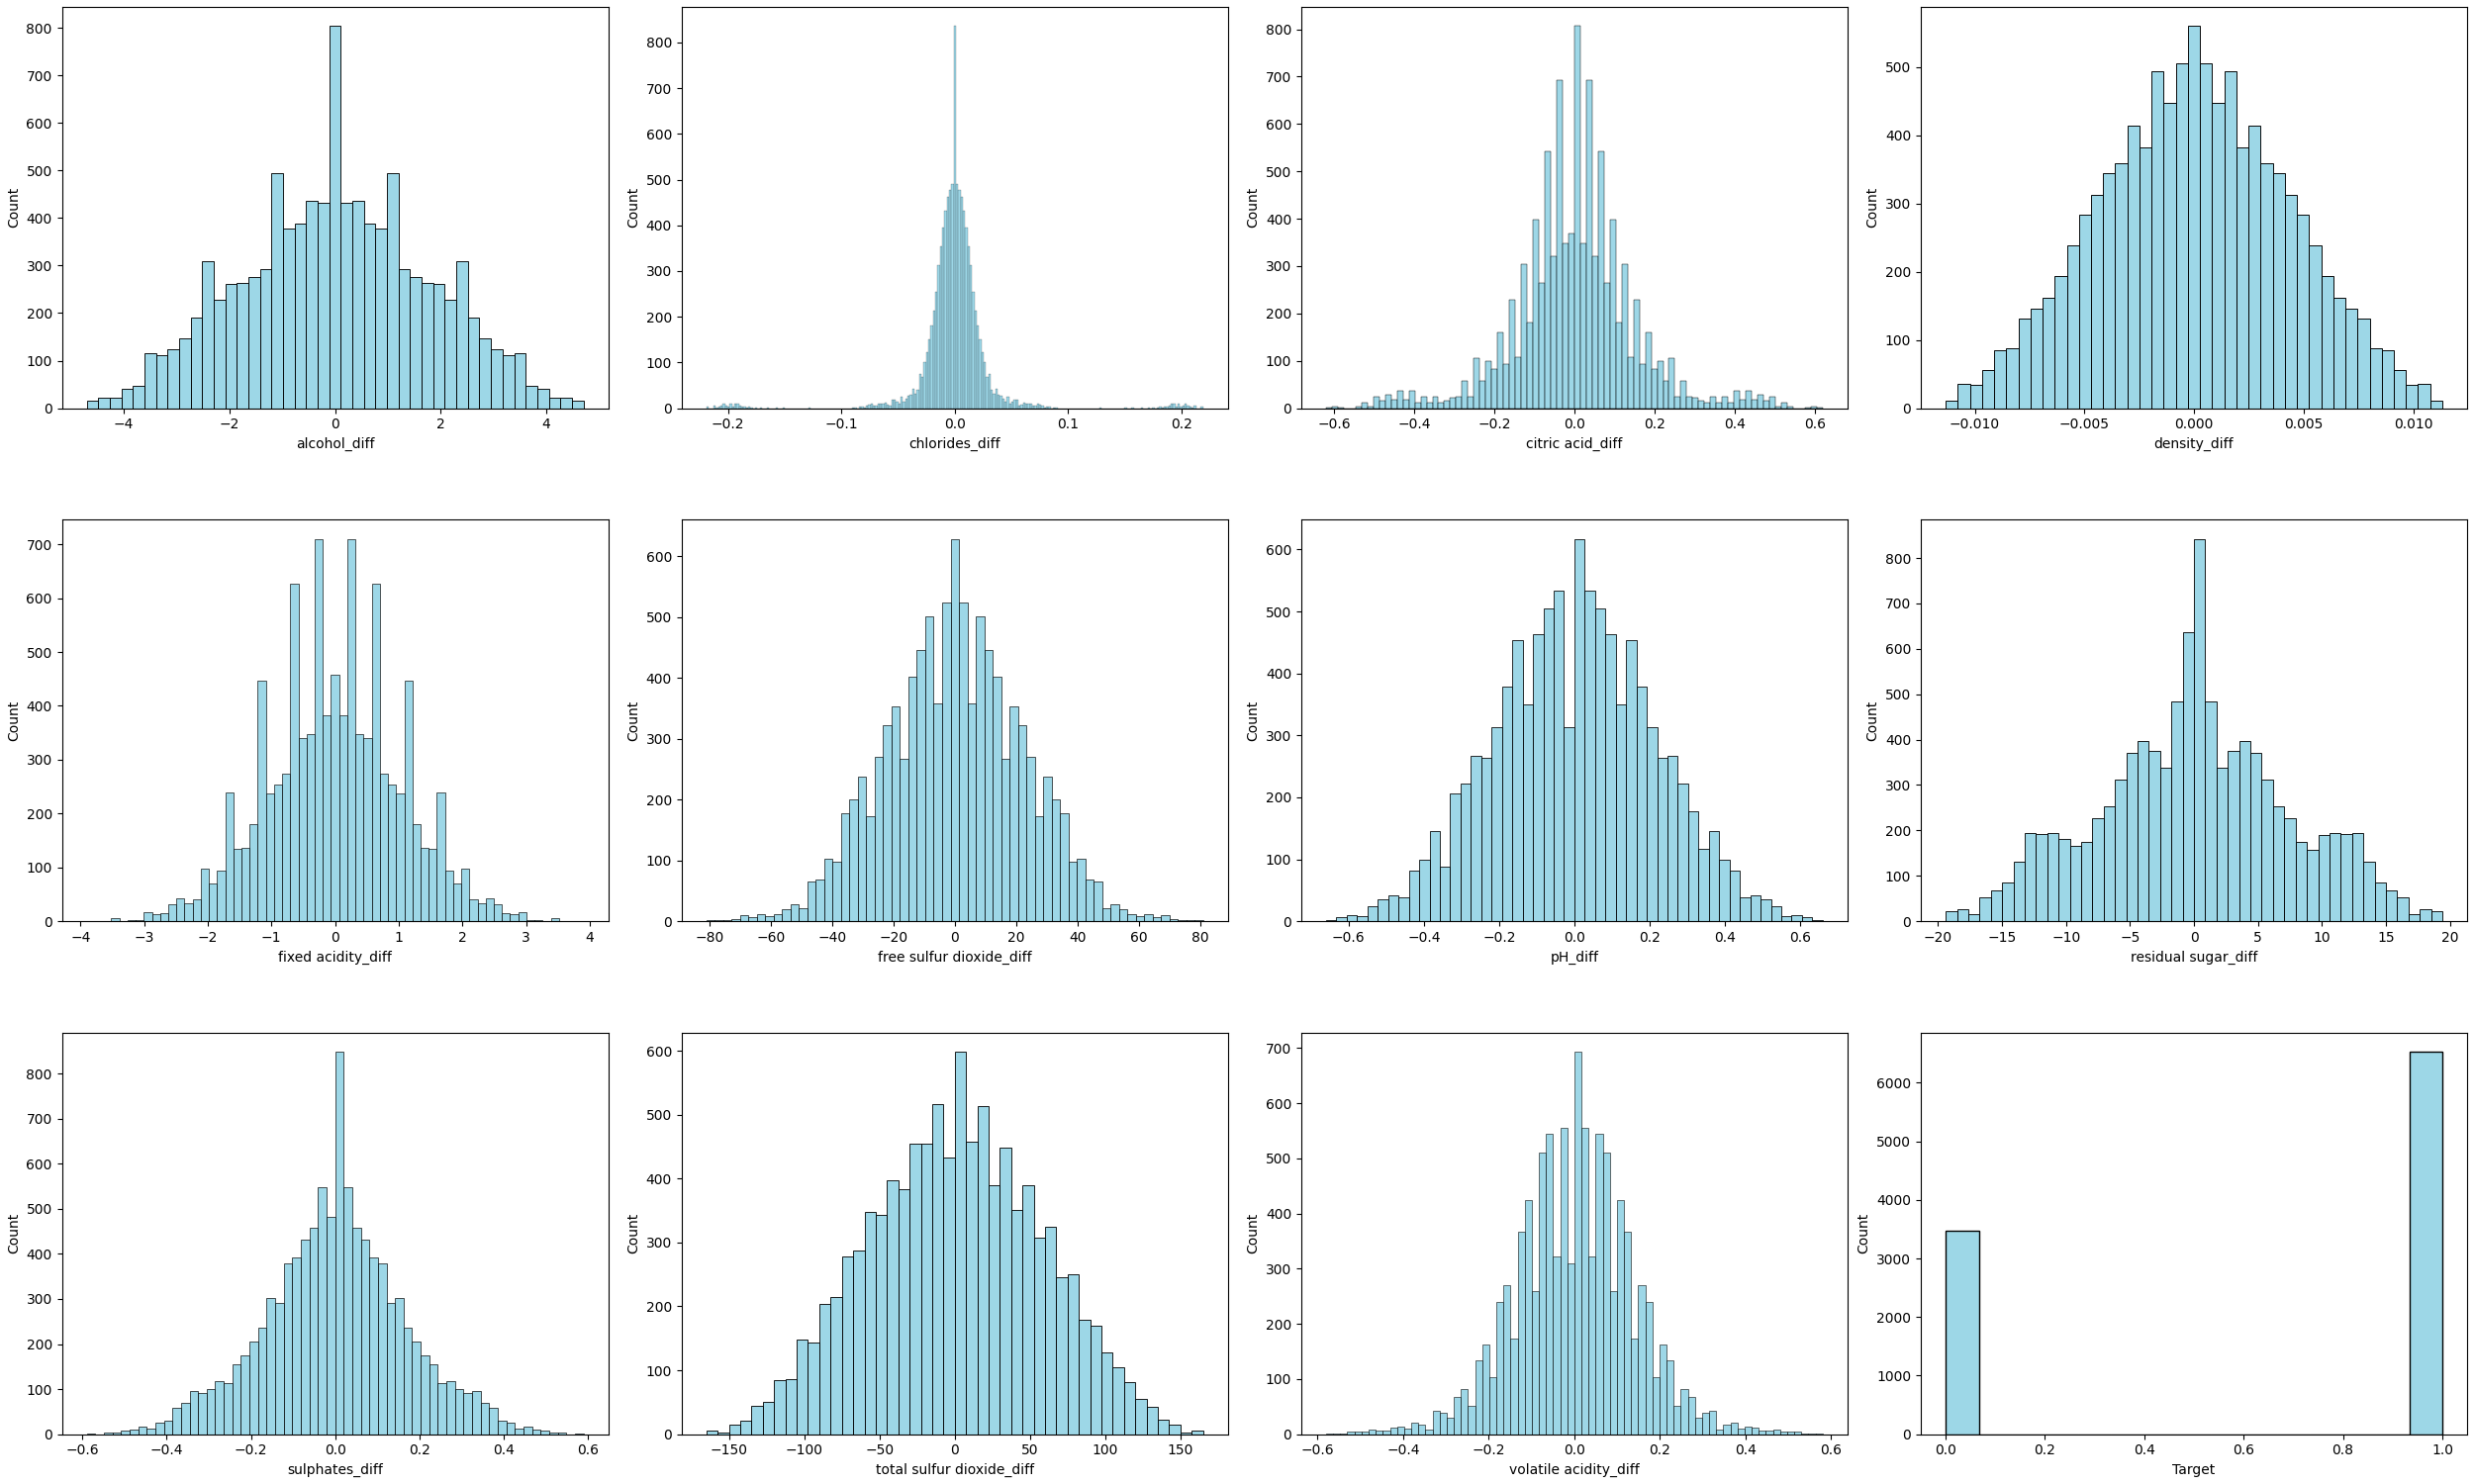 800
700
600
500
400
300
200
100
0
Count
−4 −2 0 2 4
alcohol_diff
800
700
600
500
400
300
200
100
0
Count
−0.2 −0.1 0.0 0.1 0.2
chlorides_diff
800
700
600
500
400
300
200
100
0
Count
−0.6 −0.4 −0.2 0.0 0.2 0.4 0.6
citric acid_diff
500
400
300
200
100
0
Count
−0.010 −0.005 0.000 0.005 0.010
density_diff
700
600
500
400
300
200
100
0
Count
−4 −3 −2 −1 0 1 2 3 4
fixed acidity_diff
600
500
400
300
200
100
0
Count
−80 −60 −40 −20 0 20 40 60 80
free sulfur dioxide_diff
600
500
400
300
200
100
0
Count
−0.6 −0.4 −0.2 0.0 0.2 0.4 0.6
pH_diff
800
700
600
500
400
300
200
100
0
Count
−20 −15 −10 −5 0 5 10 15 20
residual sugar_diff
800
700
600
500
400
300
200
100
0
Count
−0.6 −0.4 −0.2 0.0 0.2 0.4 0.6
sulphates_diff
600
500
400
300
200
100
0
Count
−150 −100 −50 0 50 100 150
total sulfur dioxide_diff
700
600
500
400
300
200
100
0
Count
−0.6 −0.4 −0.2 0.0 0.2 0.4 0.6
volatile acidity_diff
6000
5000
4000
3000
2000
1000
0
Count
0.0 0.2 0.4 0.6 0.8 1.0
Target